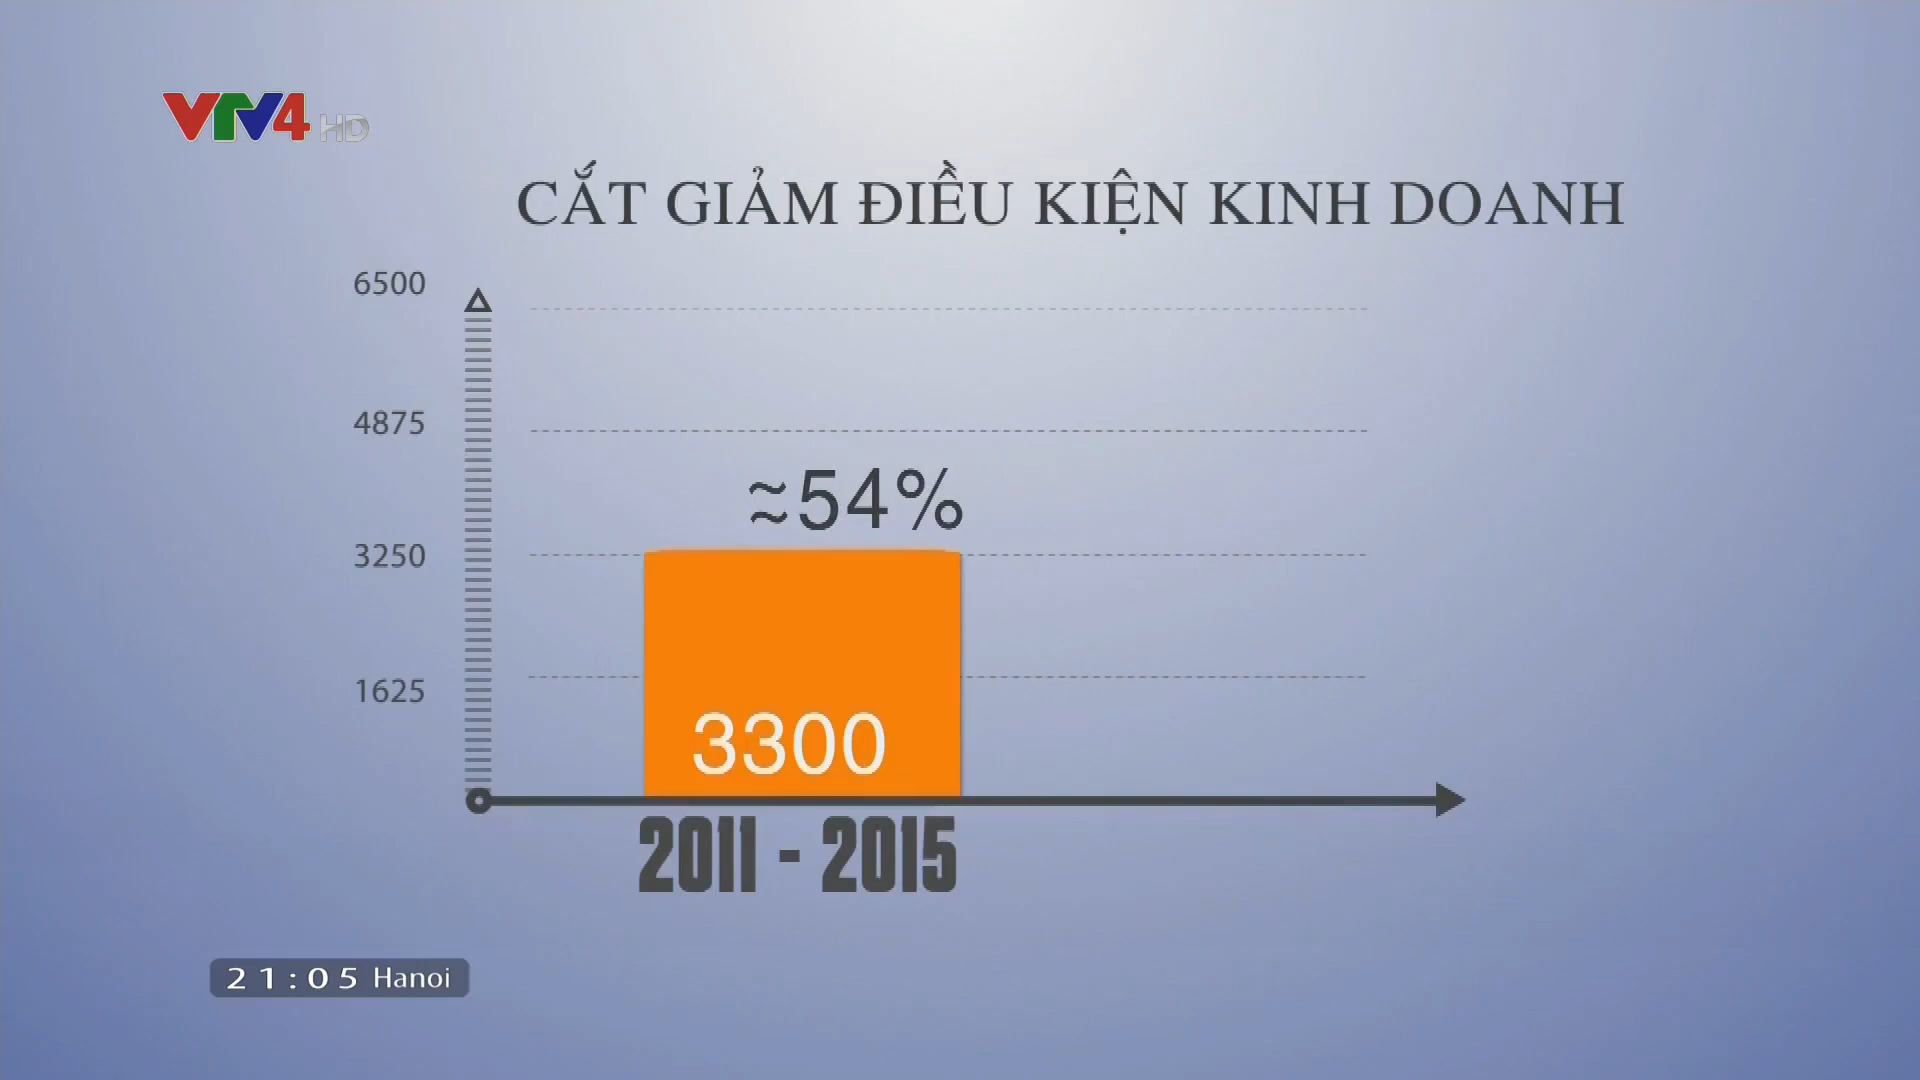 VTV4 HD
CẮT GIẢM ĐIỀU KIỆN KINH DOANH
6500
4875
≈54%
3250
1625
3300
2011 - 2015
21:05 Hanoi